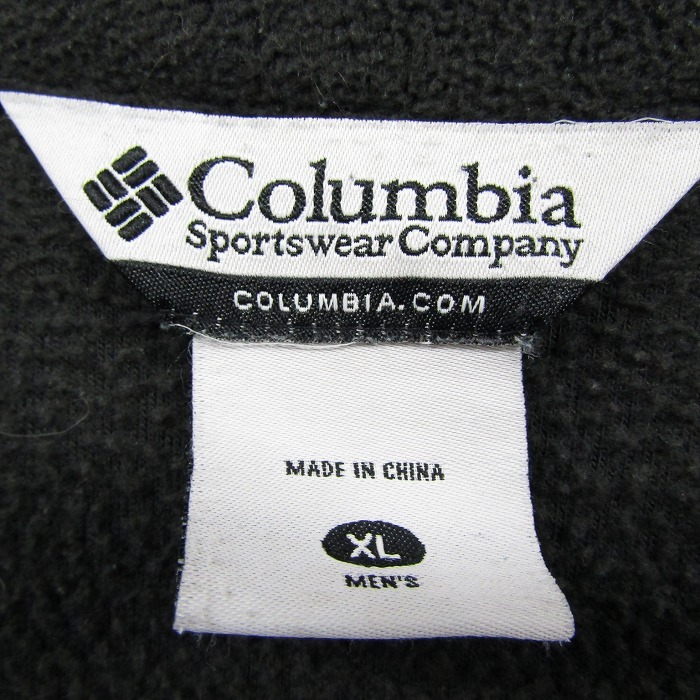 Columbia
Sportswear Company
COLUMBIA.COM
MADE IN CHINA
XL
MEN'S